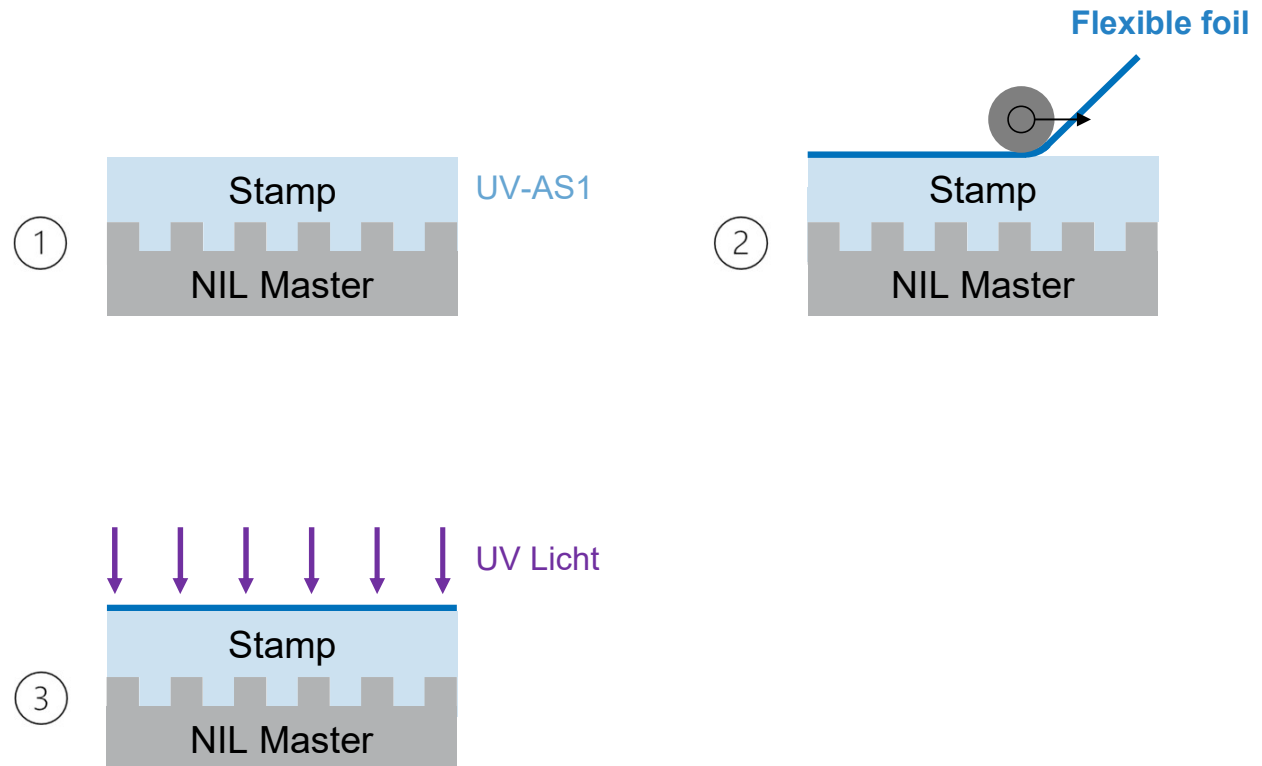 Flexible foil
Stamp
UV-AS1
1
NIL Master
Stamp
2
NIL Master
UV Licht
Stamp
3
NIL Master